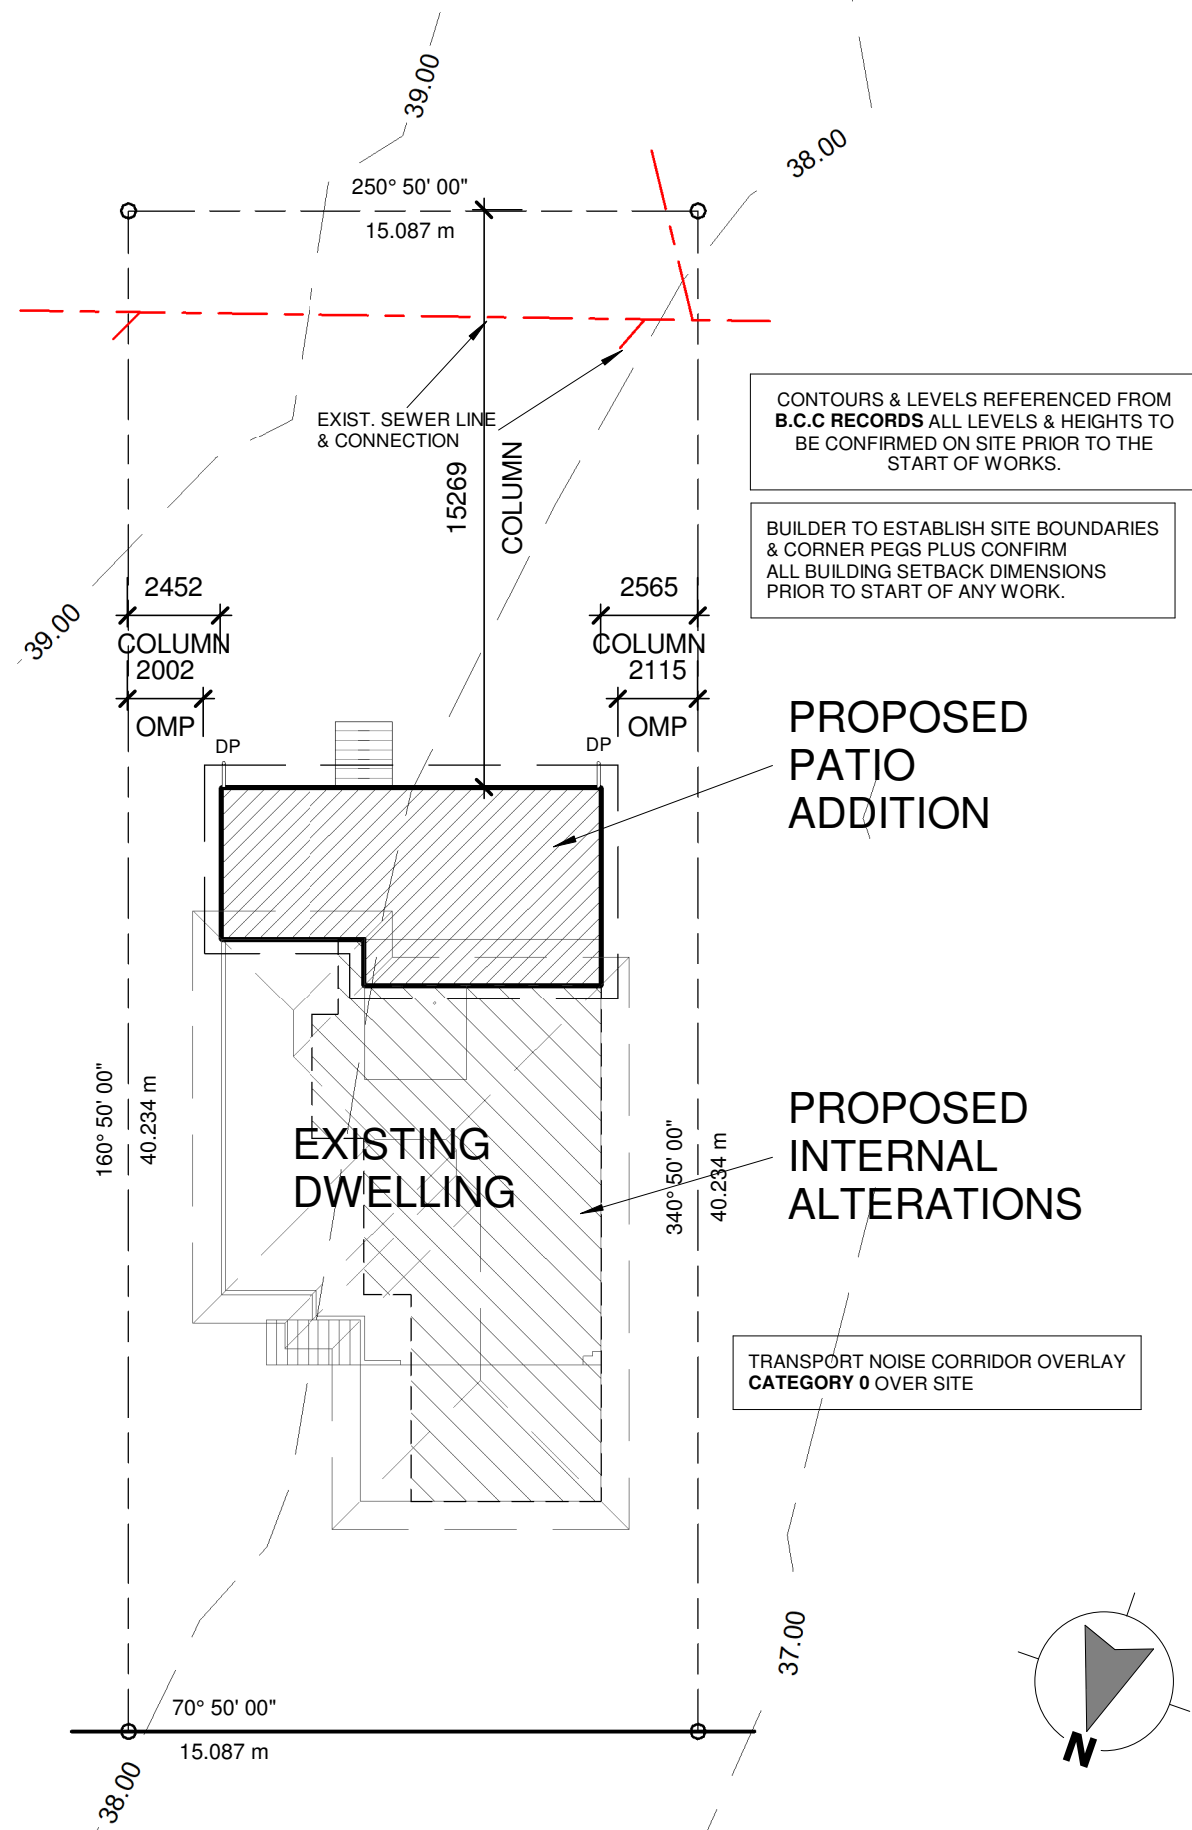 39.00
38.00
250° 50' 00"
15.087 m
EXIST. SEWER LINE
& CONNECTION
15269
COLUMN
CONTOURS & LEVELS REFERENCED FROM
B.C.C RECORDS ALL LEVELS & HEIGHTS TO
BE CONFIRMED ON SITE PRIOR TO THE
START OF WORKS.
BUILDER TO ESTABLISH SITE BOUNDARIES
& CORNER PEGS PLUS CONFIRM
ALL BUILDING SETBACK DIMENSIONS
PRIOR TO START OF ANY WORK.
39.00
2452
COLUMN
2002
OMP
2565
COLUMN
2115
OMP
DP
DP
PROPOSED
PATIO
ADDITION
160° 50' 00"
40.234 m
EXISTING
DWELLING
340° 50' 00"
40.234 m
PROPOSED
INTERNAL
ALTERATIONS
TRANSPORT NOISE CORRIDOR OVERLAY
CATEGORY 0 OVER SITE
37.00
70° 50' 00"
15.087 m
38.00
N